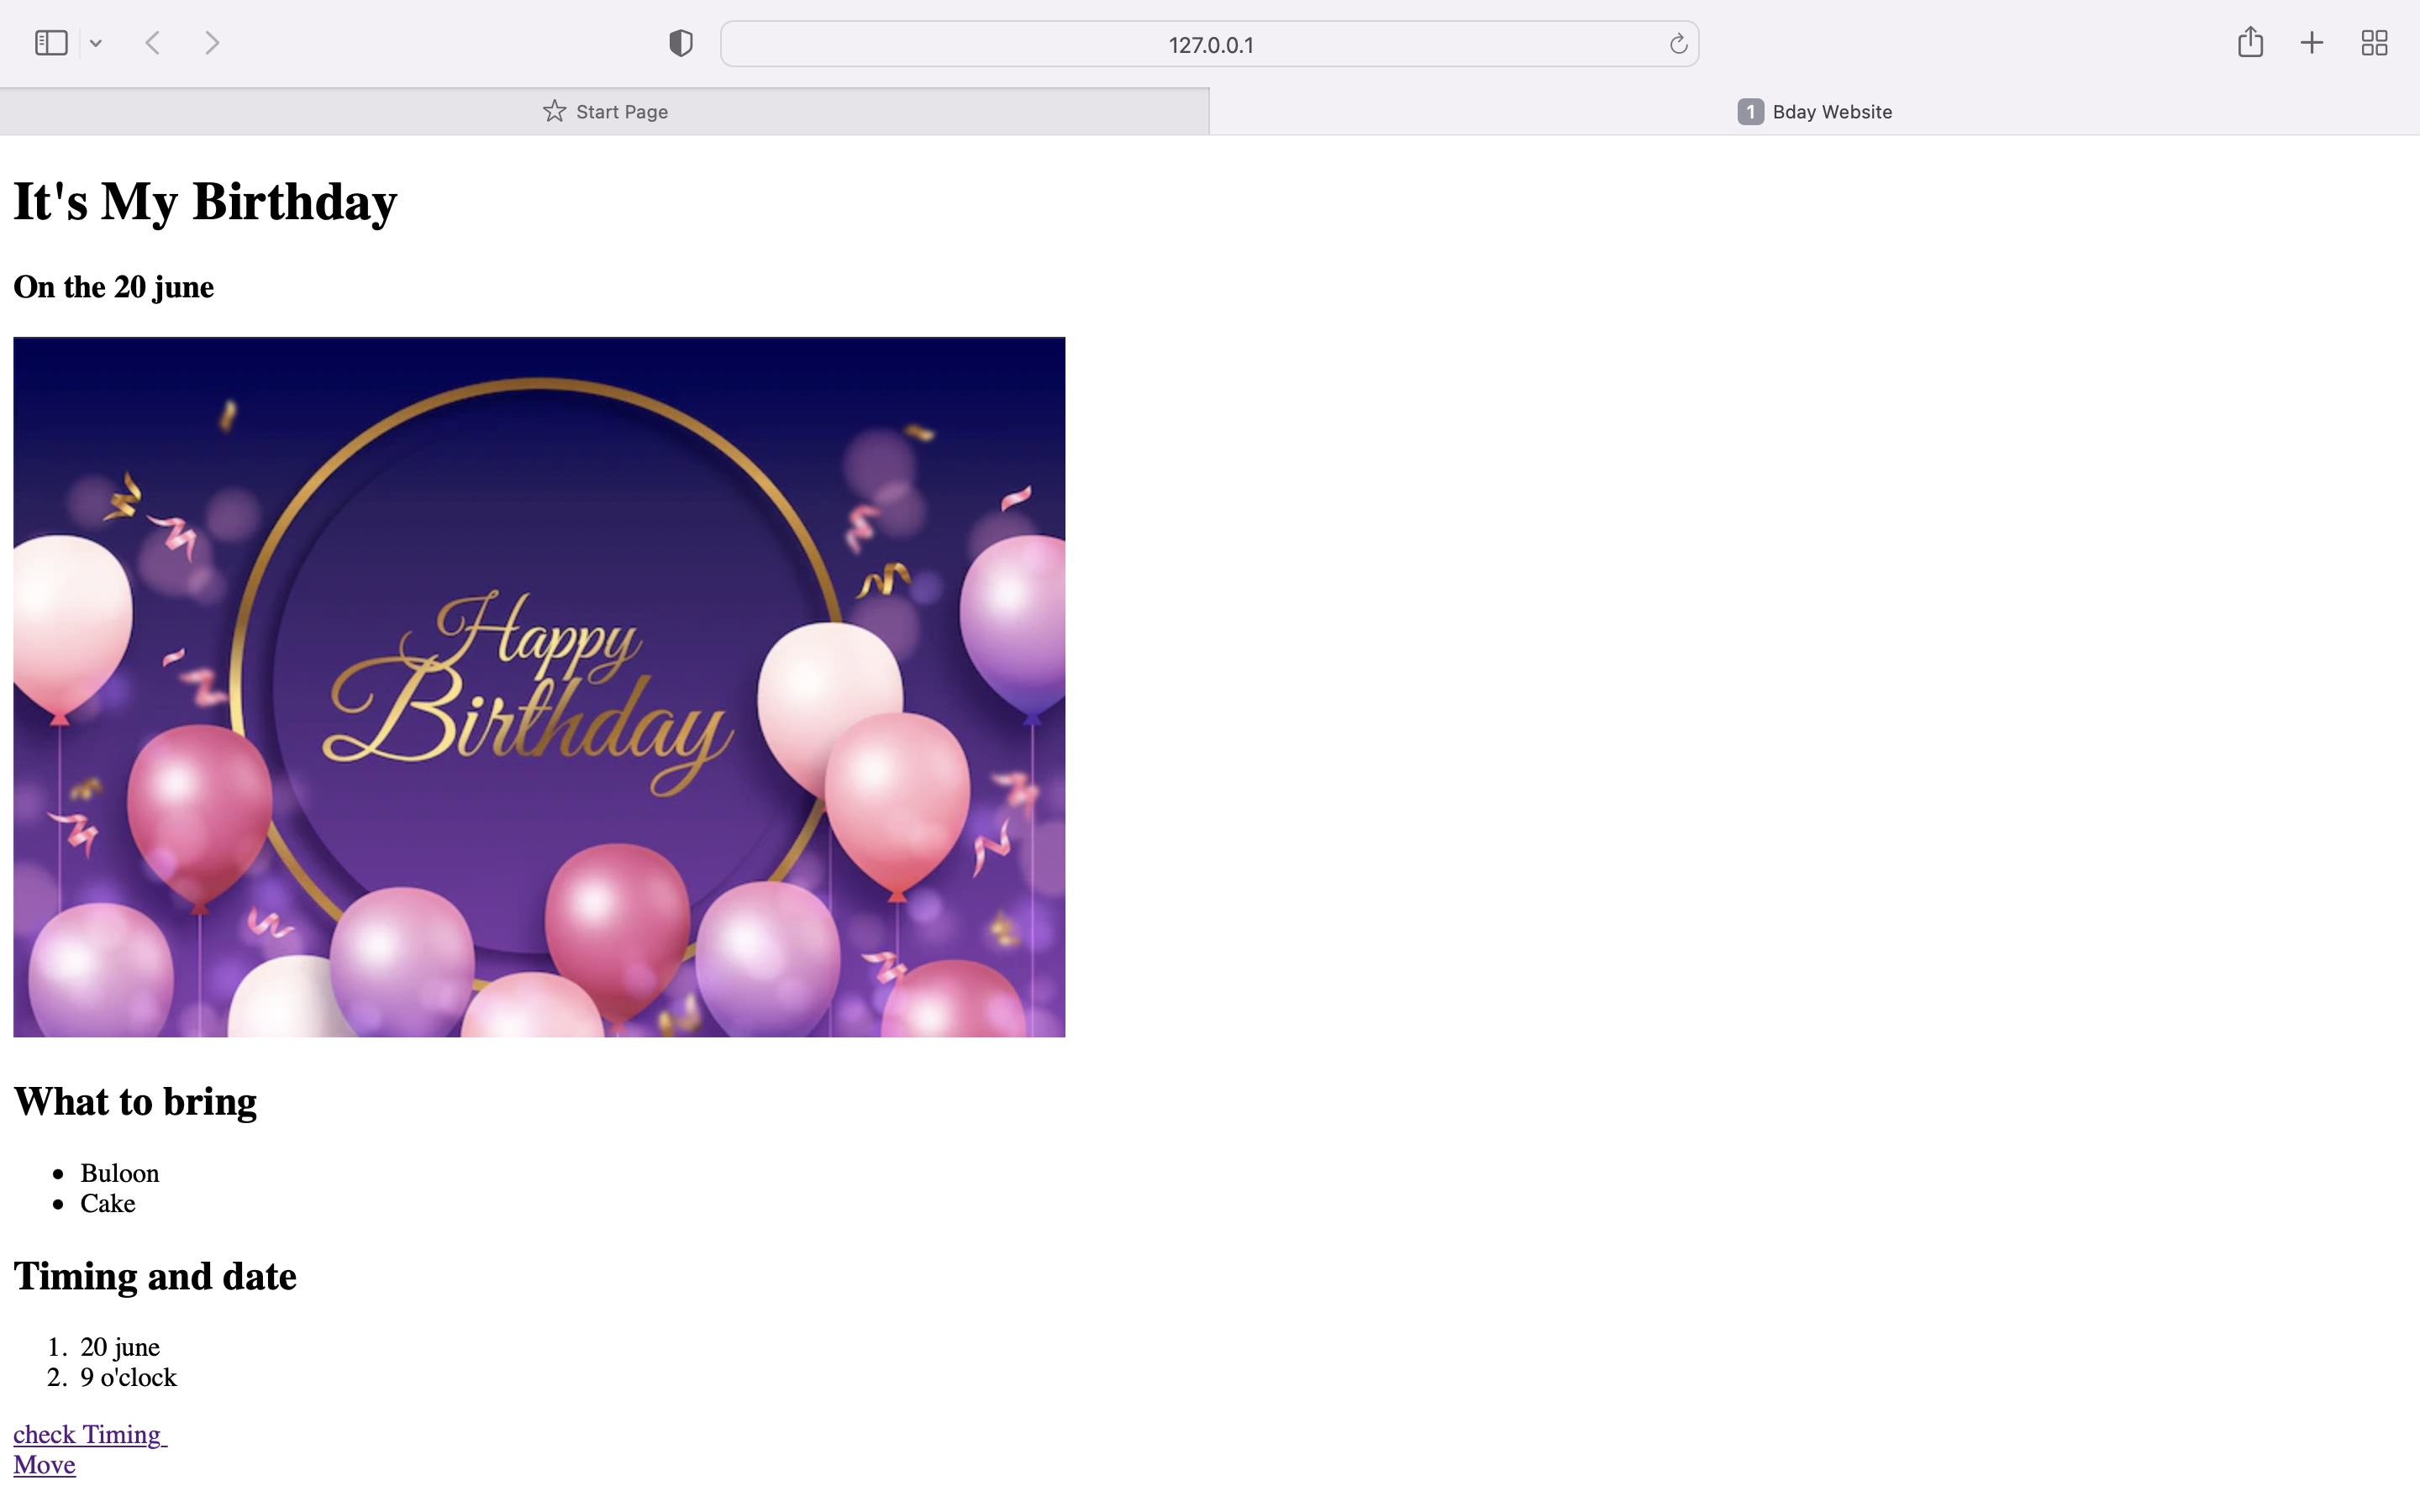 127.0.0.1
Start Page
1 Bday Website
It's My Birthday
On the 20 june
Happy
Birthday
What to bring
• Buloon
• Cake
Timing and date
1. 20 june
2. 9 o'clock
check Timing
Move